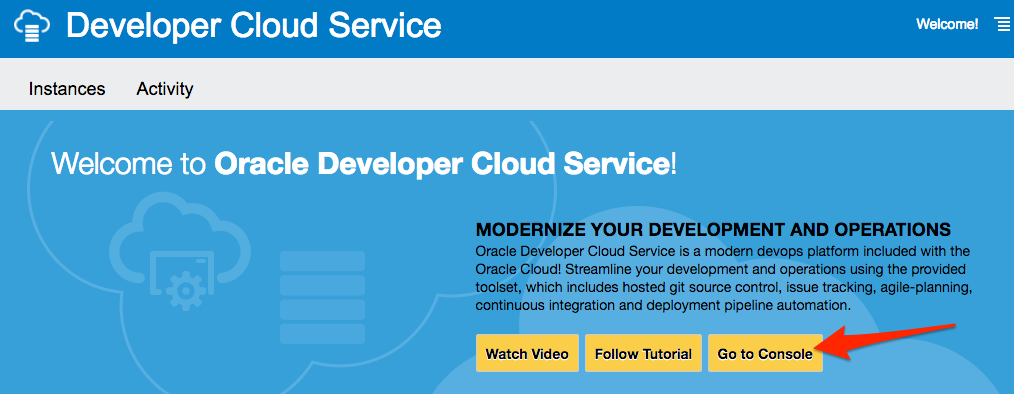 Developer Cloud Service
Welcome!
Instances Activity
Welcome to Oracle Developer Cloud Service!
MODERNIZE YOUR DEVELOPMENT AND OPERATIONS
Oracle Developer Cloud Service is a modern devops platform included with the
Oracle Cloud! Streamline your development and operations using the provided
toolset, which includes hosted git source control, issue tracking, agile-planning,
continuous integration and deployment pipeline automation.
Watch Video Follow Tutorial Go to Console